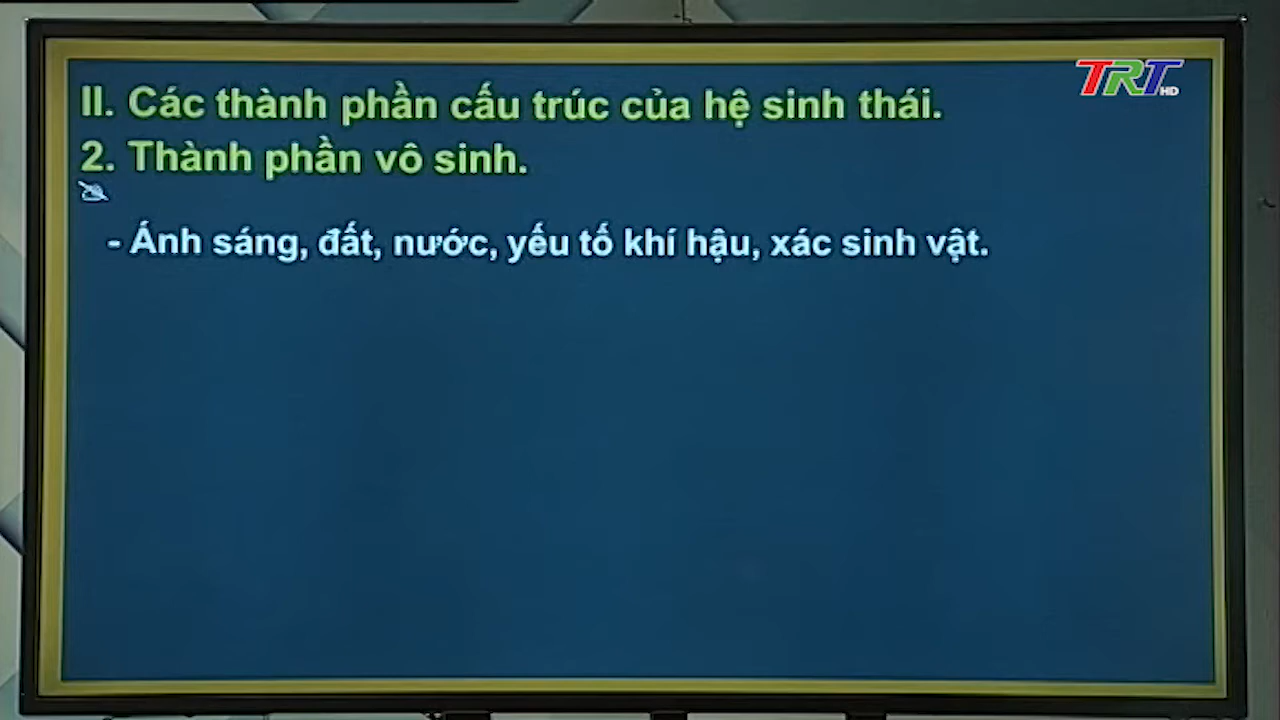 TRT HD
II. Các thành phần cấu trúc của hệ sinh thái.
2. Thành phần vô sinh.
- Ánh sáng, đất, nước, yếu tố khí hậu, xác sinh vật.